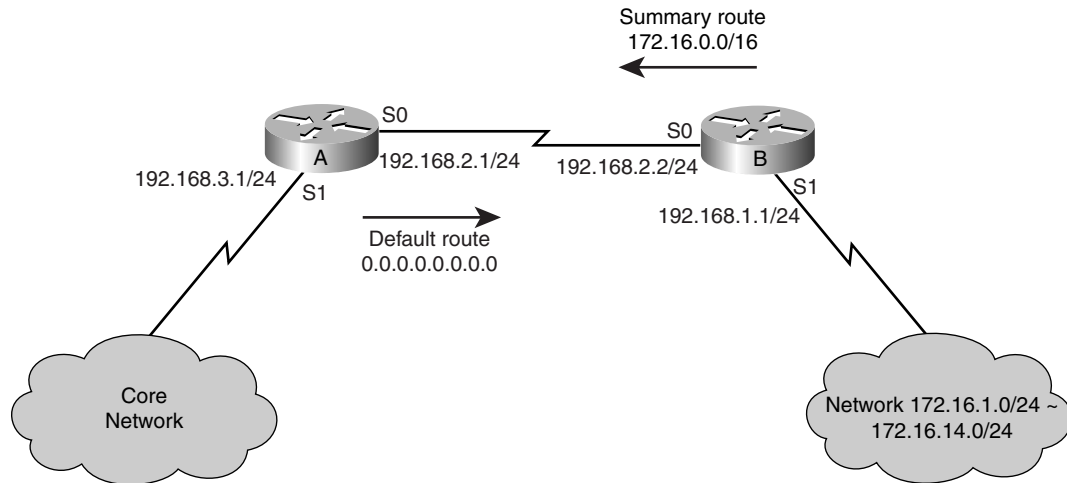 Summary route
172.16.0.0/16
S0
A
192.168.2.1/24
192.168.3.1/24
S1
S0
B
192.168.2.2/24
S1
192.168.1.1/24
Default route
0.0.0.0.0.0.0.0
Core
Network
Network 172.16.1.0/24 ~
172.16.14.0/24